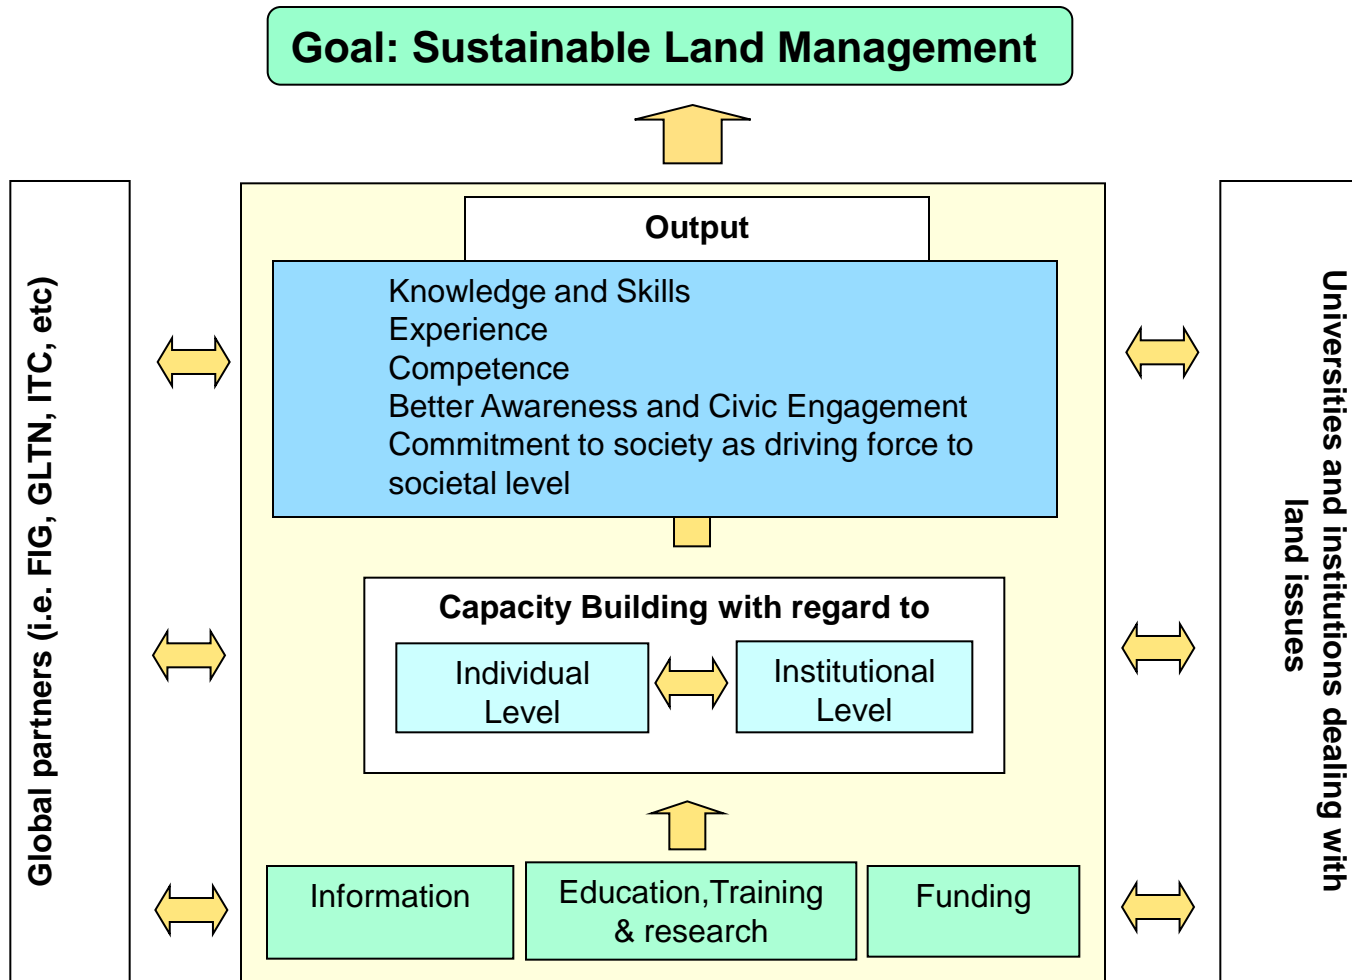 Goal: Sustainable Land Management
Global partners (i.e. FIG, GLTN, ITC, etc)
Output
Knowledge and Skills
Experience
Competence
Better Awareness and Civic Engagement
Commitment to society as driving force to
societal level
Capacity Building with regard to
Individual
Level
Institutional
Level
Information
Education,Training
& research
Funding
Universities and institutions dealing with
land issues